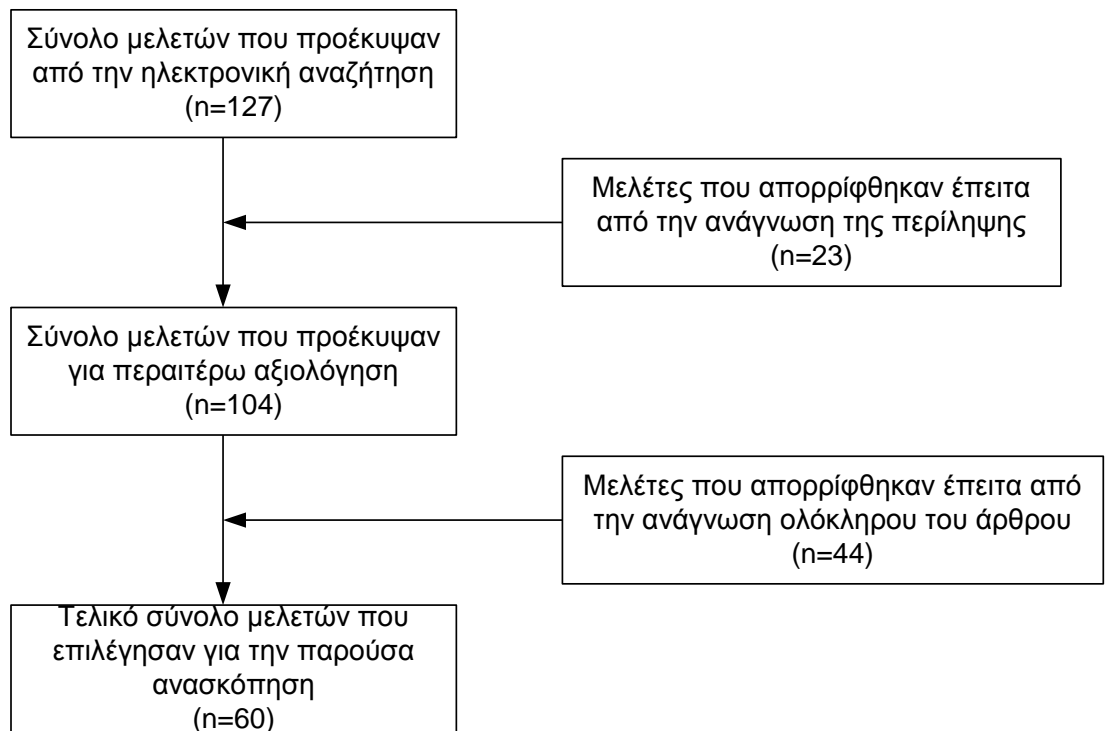 Σύνολο μελετών που προέκυψαν
από την ηλεκτρονική αναζήτηση
(n=127)
Μελέτες που απορρίφθηκαν έπειτα
από την ανάγνωση της περίληψης
(n=23)
Σύνολο μελετών που προέκυψαν
για περαιτέρω αξιολόγηση
(n=104)
Μελέτες που απορρίφθηκαν έπειτα από
την ανάγνωση ολόκληρου του άρθρου
(n=44)
Τελικό σύνολο μελετών που
επιλέγησαν για την παρούσα
ανασκόπηση
(n=60)